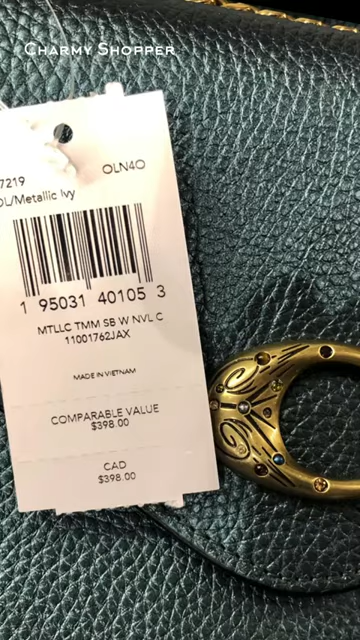 CHARMY SHOPPER
7219
OLN4O
OL/Metallic Ivy
1 95031 40105 3
MTLLC TMM SB W NVL C
11001762JAX
MADE IN VIETNAM
COMPARABLE VALUE
$398.00
CAD
$398.00